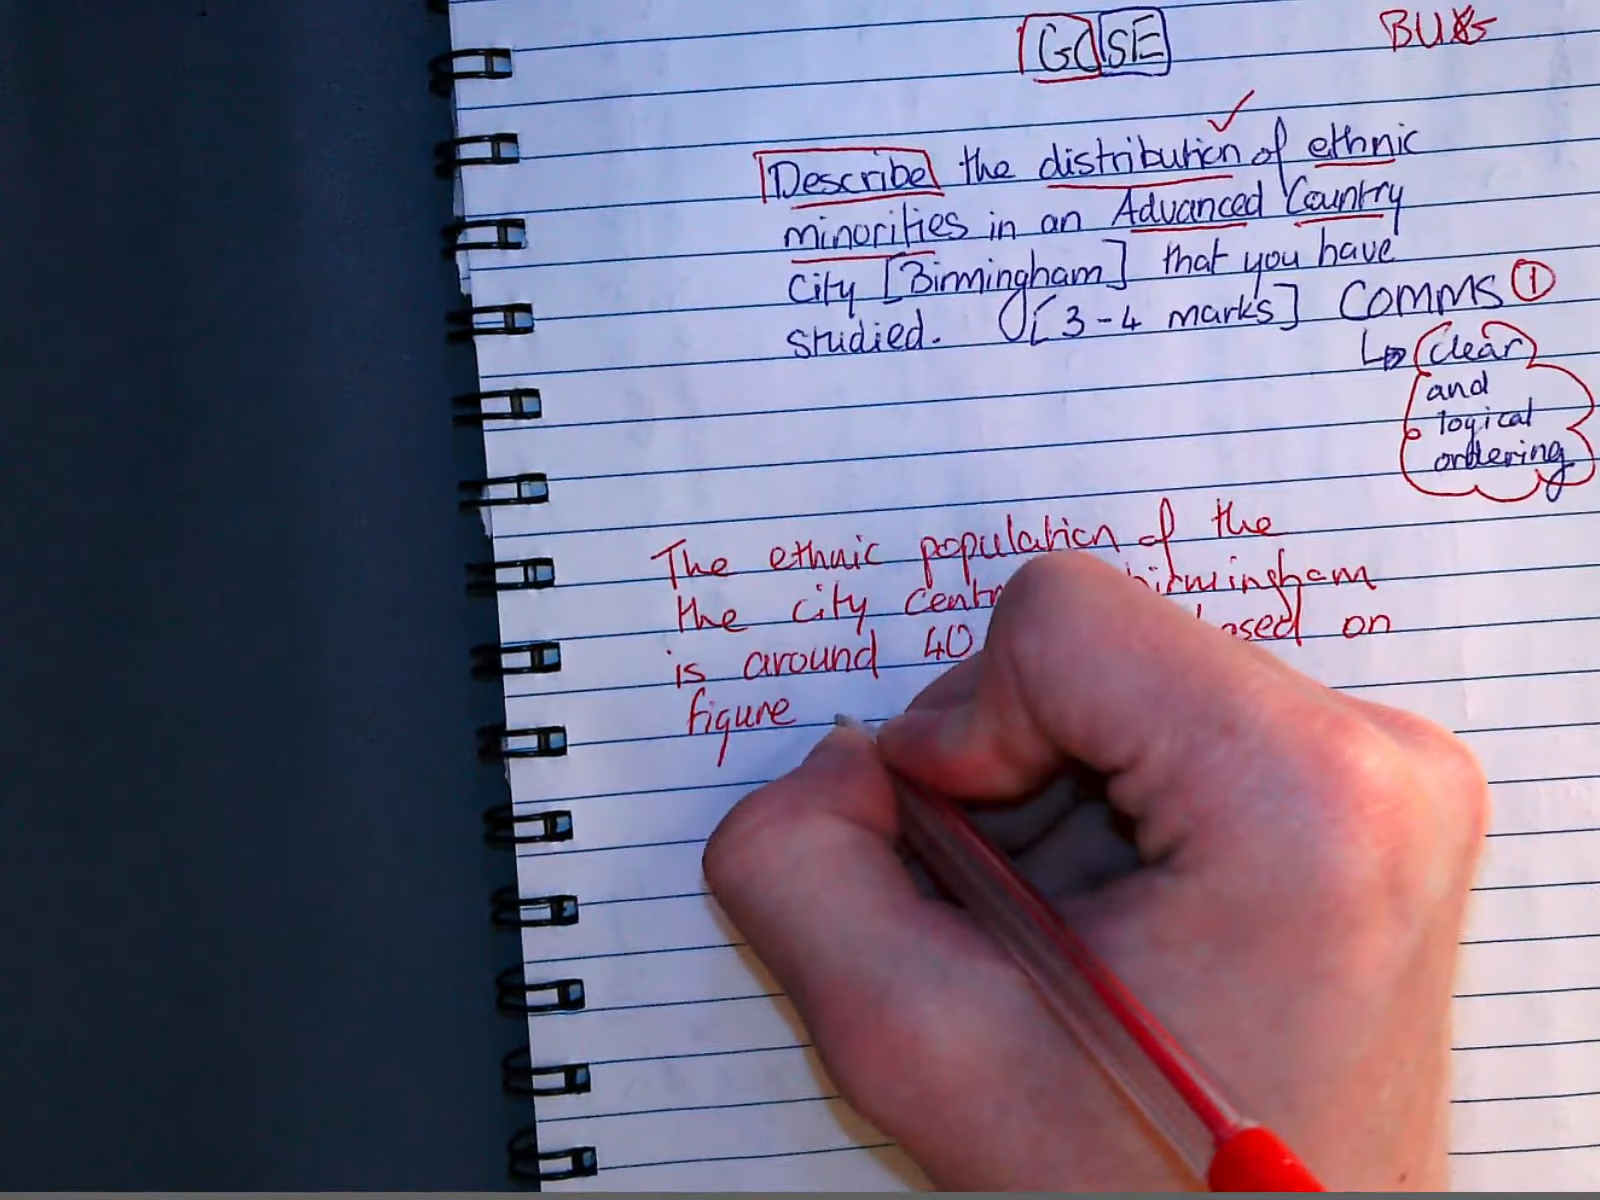 GCSE
BUG
Describe the distribution of ethnic
minorities in an Advanced Country
City [Birmingham] that you have
studied. [3-4 marks] COMMS ①
↳ clear
and
logical
ordering
The ethnic population of the
the city birmingham
is around 40 on
figure